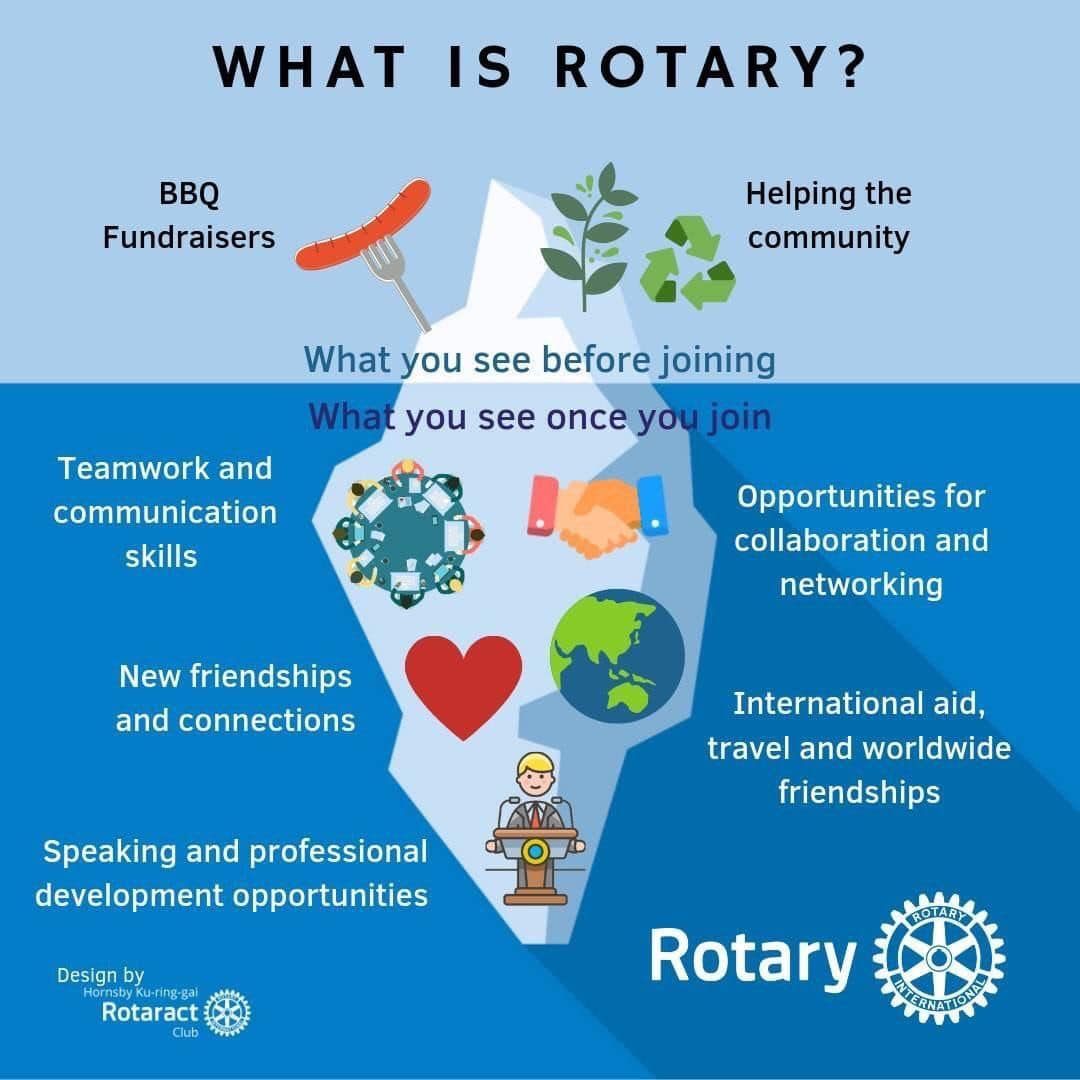 WHAT IS ROTARY?
BBQ
Fundraisers
Helping the
community
What you see before joining
What you see once you join
Teamwork and
communication
skills
Opportunities for
collaboration and
networking
New friendships
and connections
International aid,
travel and worldwide
friendships
Speaking and professional
development opportunities
Rotary
ROTARY
INTERNATIONAL
Design by
Hornsby Ku-ring-gai
Rotaract
Club